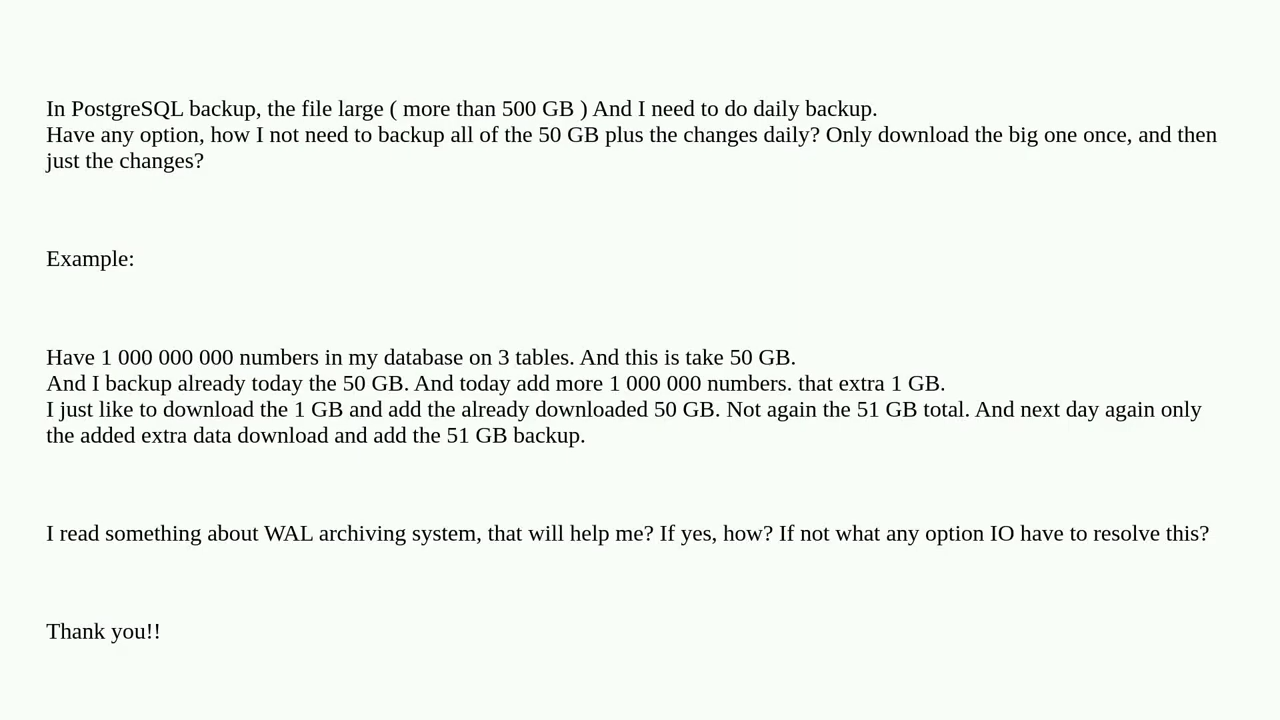 In PostgreSQL backup, the file large ( more than 500 GB ) And I need to do daily backup.
Have any option, how I not need to backup all of the 50 GB plus the changes daily? Only download the big one once, and then
just the changes?
Example:
Have 1 000 000 000 numbers in my database on 3 tables. And this is take 50 GB.
And I backup already today the 50 GB. And today add more 1 000 000 numbers. that extra 1 GB.
I just like to download the 1 GB and add the already downloaded 50 GB. Not again the 51 GB total. And next day again only
the added extra data download and add the 51 GB backup.
I read something about WAL archiving system, that will help me? If yes, how? If not what any option IO have to resolve this?
Thank you!!